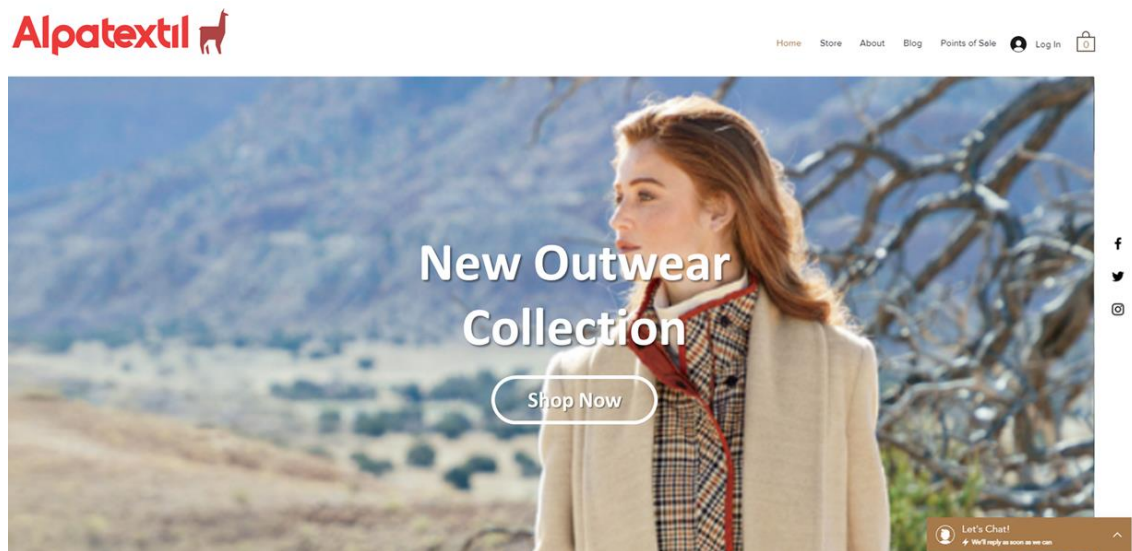 Alpatextil
Home Store About Blog Points of Sale Log In 0
New Outwear
Collection
Shop Now
Let's Chat!
We'll reply as soon as we can